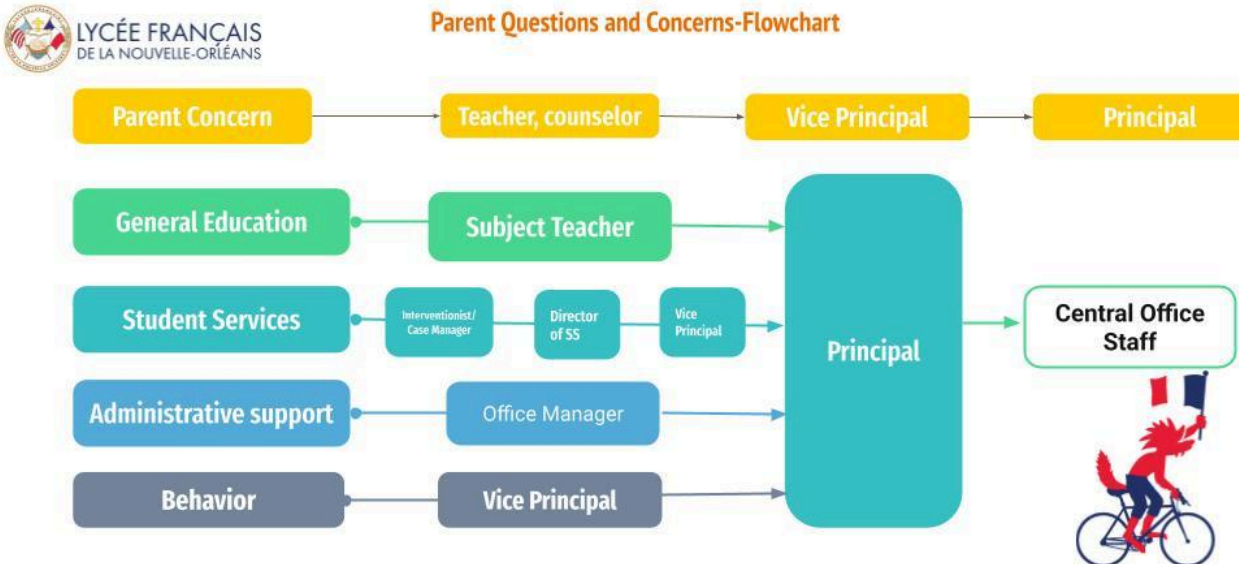 LYCÉE FRANÇAIS
DE LA NOUVELLE-ORLÉANS
Parent Questions and Concerns-Flowchart
Parent Concern
Teacher, counselor
Vice Principal
Principal
General Education
Subject Teacher
Student Services
Interventionist/
Case Manager
Director
of SS
Vice
Principal
Principal
Central Office
Staff
Administrative support
Office Manager
Behavior
Vice Principal